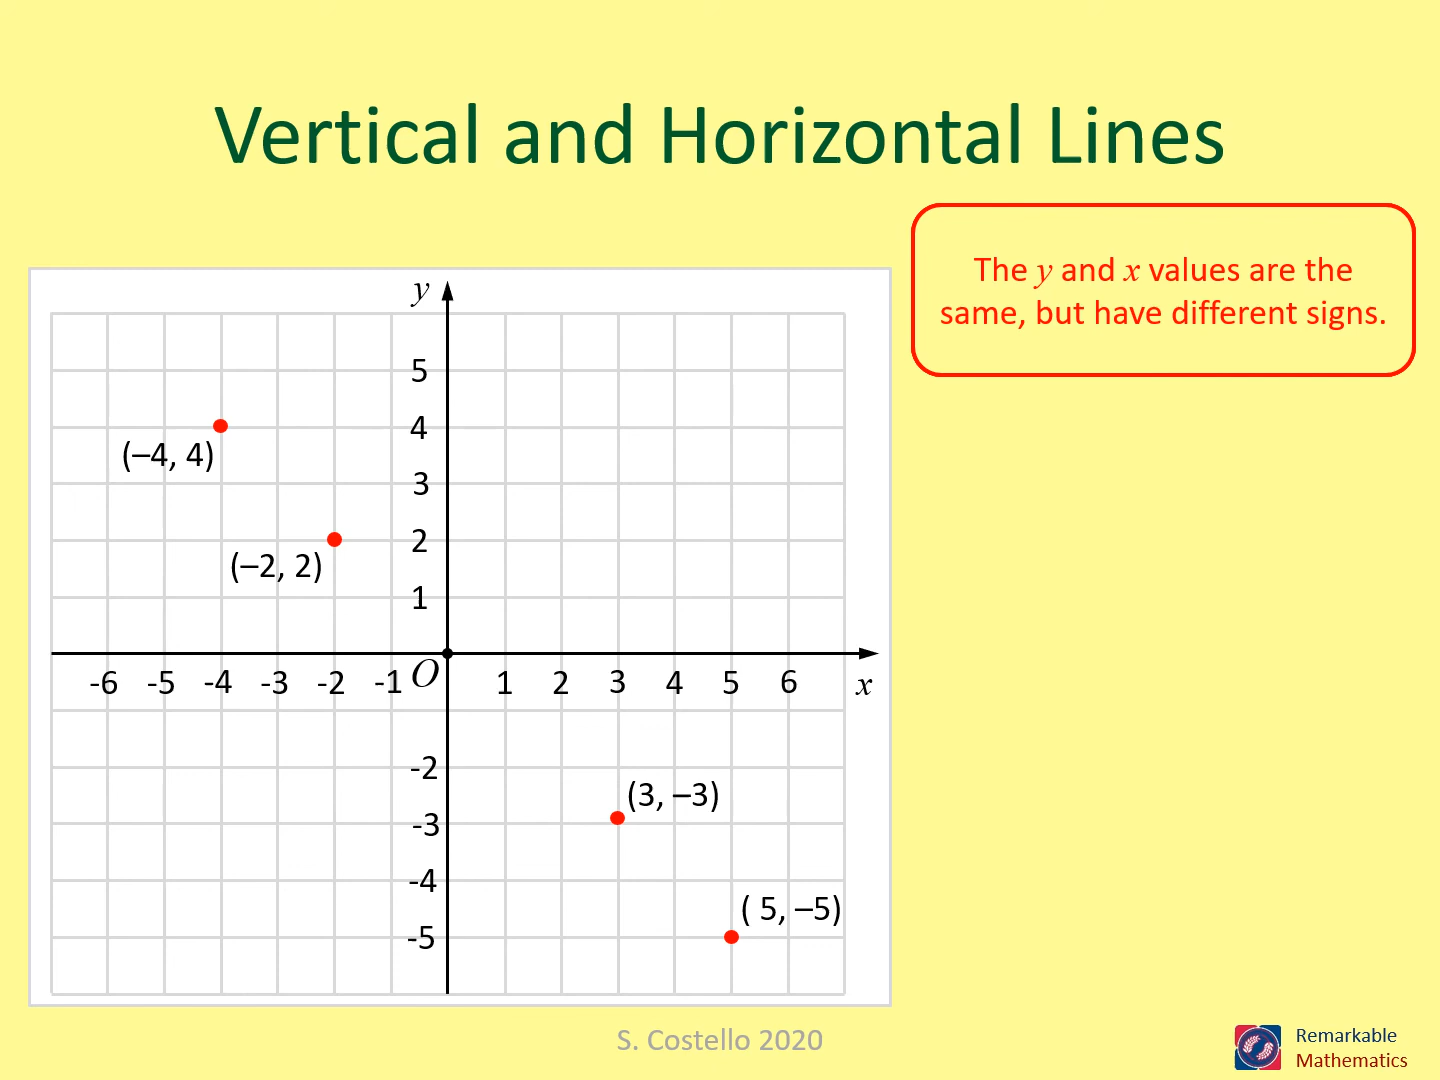 Vertical and Horizontal Lines
The y and x values are the
same, but have different signs.
y
5
4
(–4, 4)
3
2
(–2, 2)
1
-6 -5 -4 -3 -2 -1 O 1 2 3 4 5 6 x
-2
(3, –3)
-3
-4
( 5, –5)
-5
S. Costello 2020
Remarkable
Mathematics